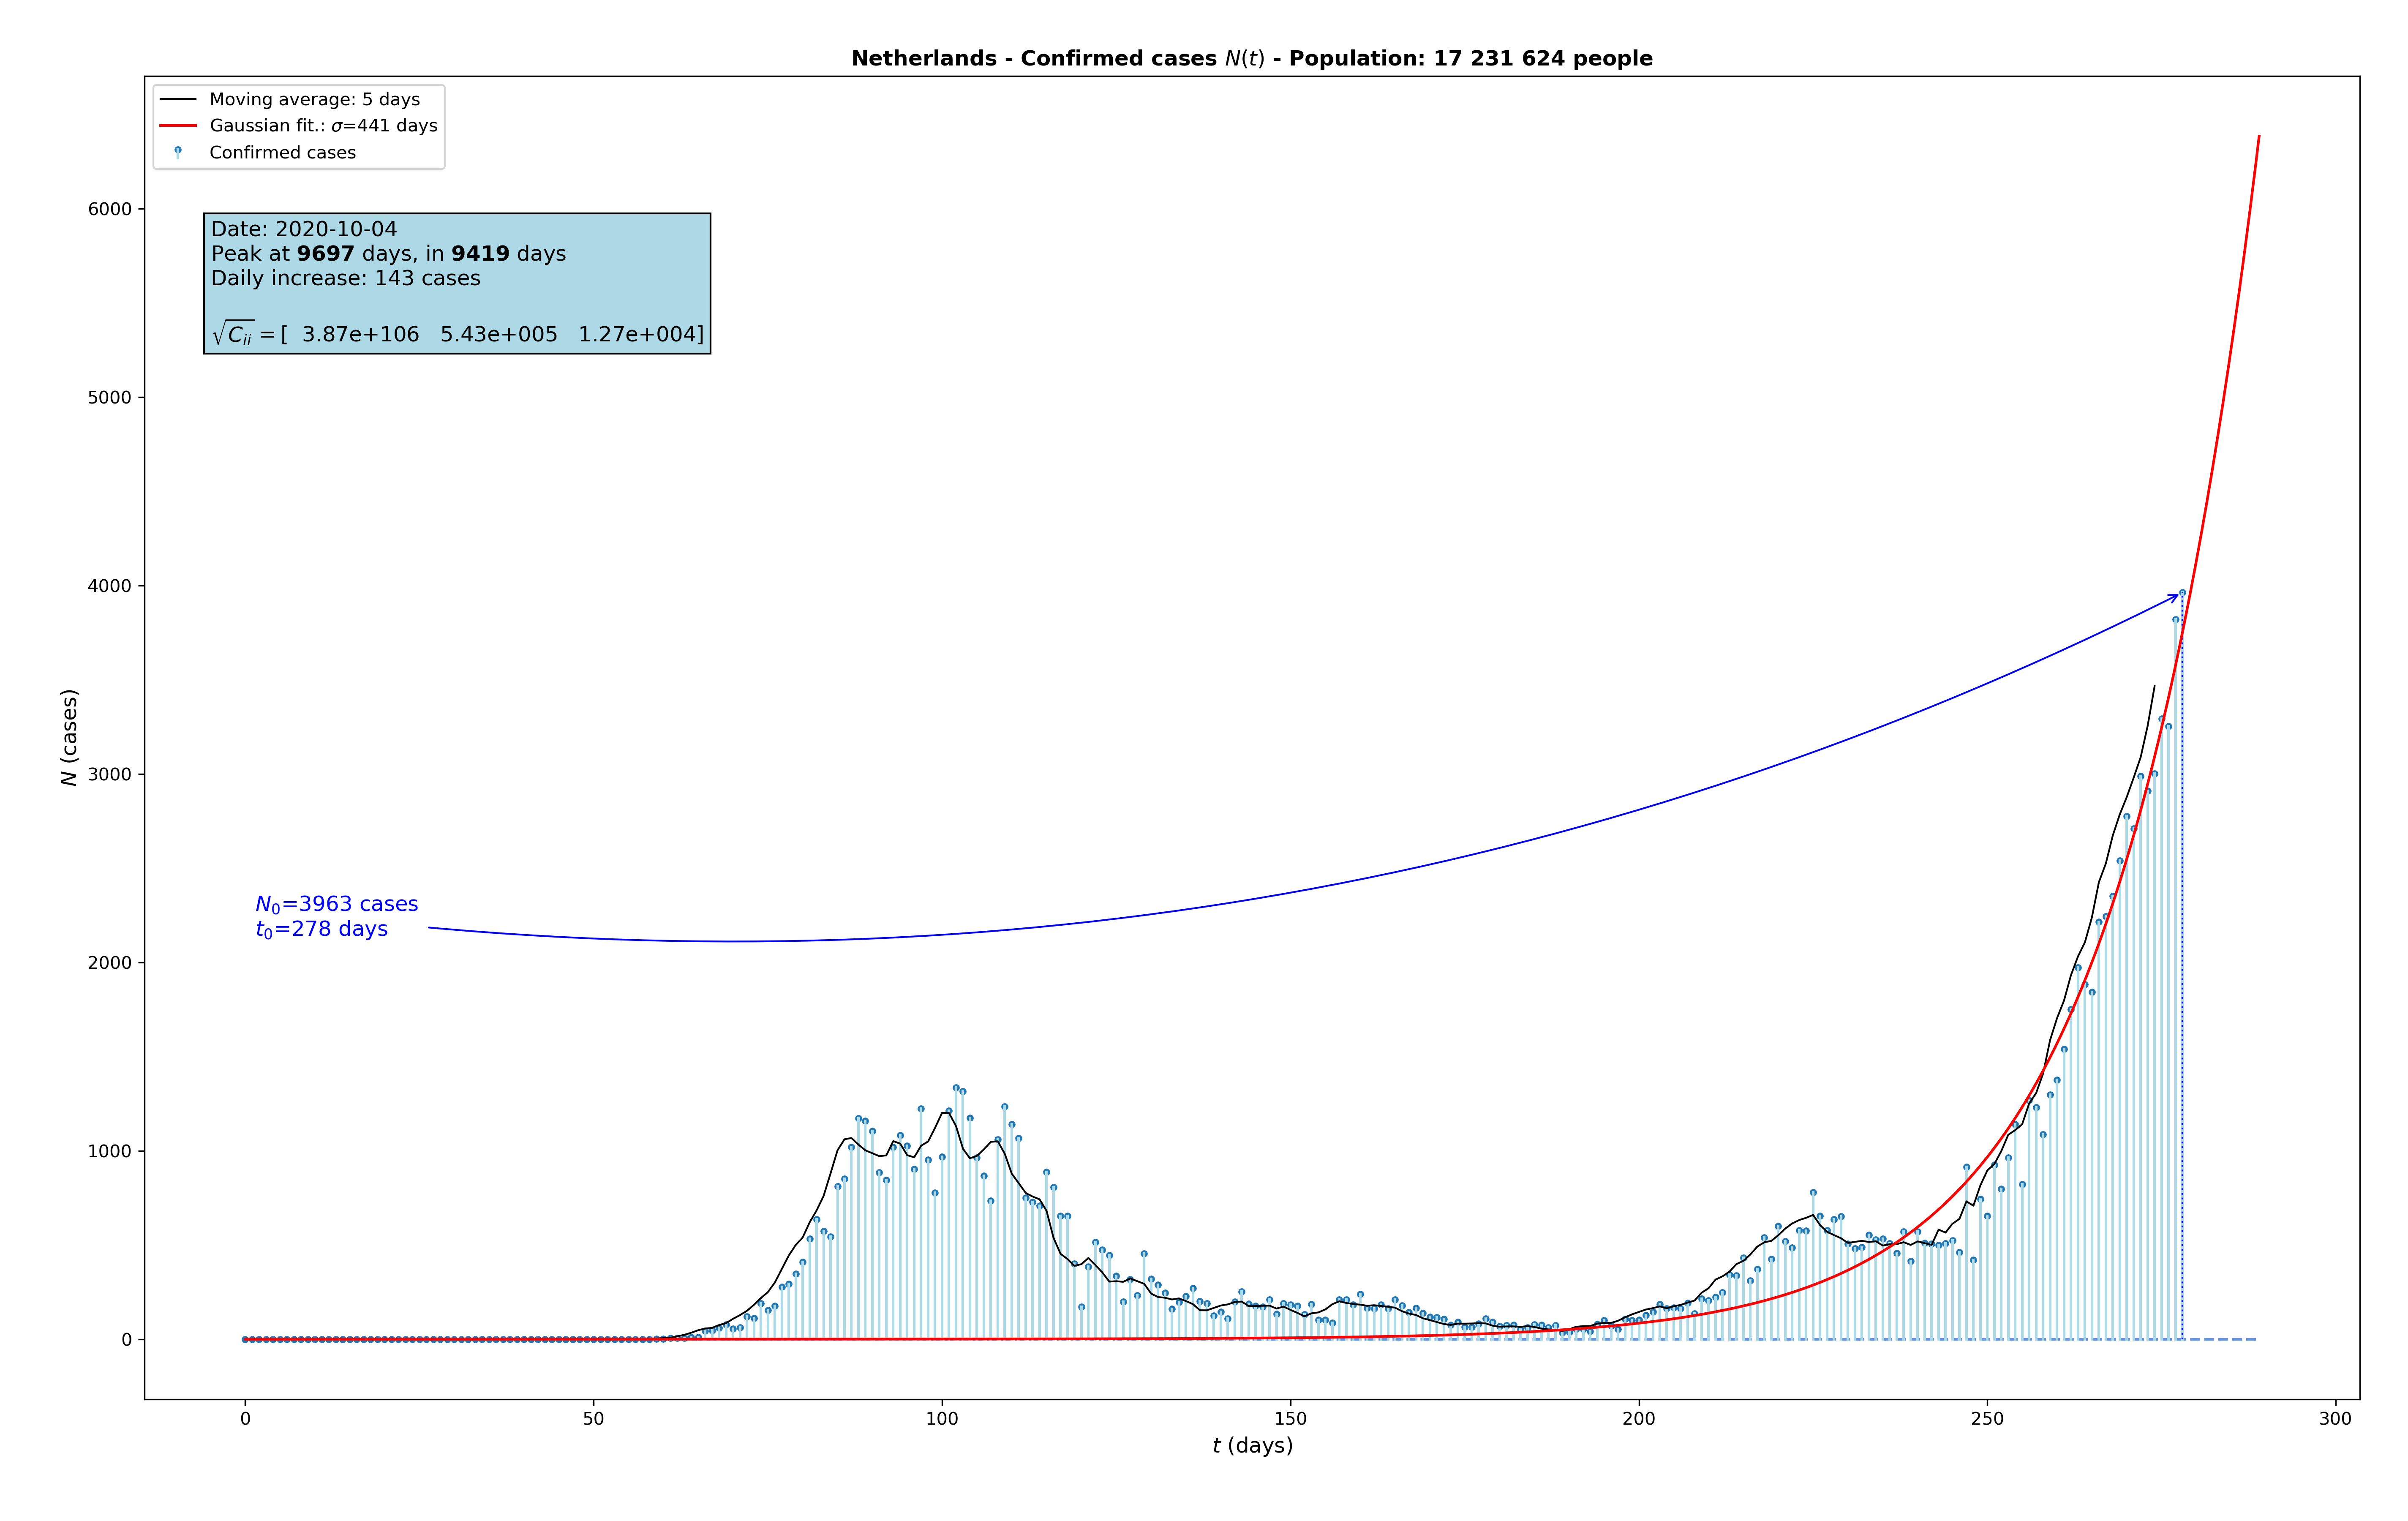 Netherlands - Confirmed cases N(t) - Population: 17 231 624 people
Moving average: 5 days
Gaussian fit.: σ=441 days
Confirmed cases
Date: 2020-10-04
Peak at 9697 days, in 9419 days
Daily increase: 143 cases
√Cᵢᵢ = [ 3.87e+106 5.43e+005 1.27e+004]
N₀=3963 cases
t₀=278 days
N (cases)
6000
5000
4000
3000
2000
1000
0
0 50 100 150 200 250 300
t (days)